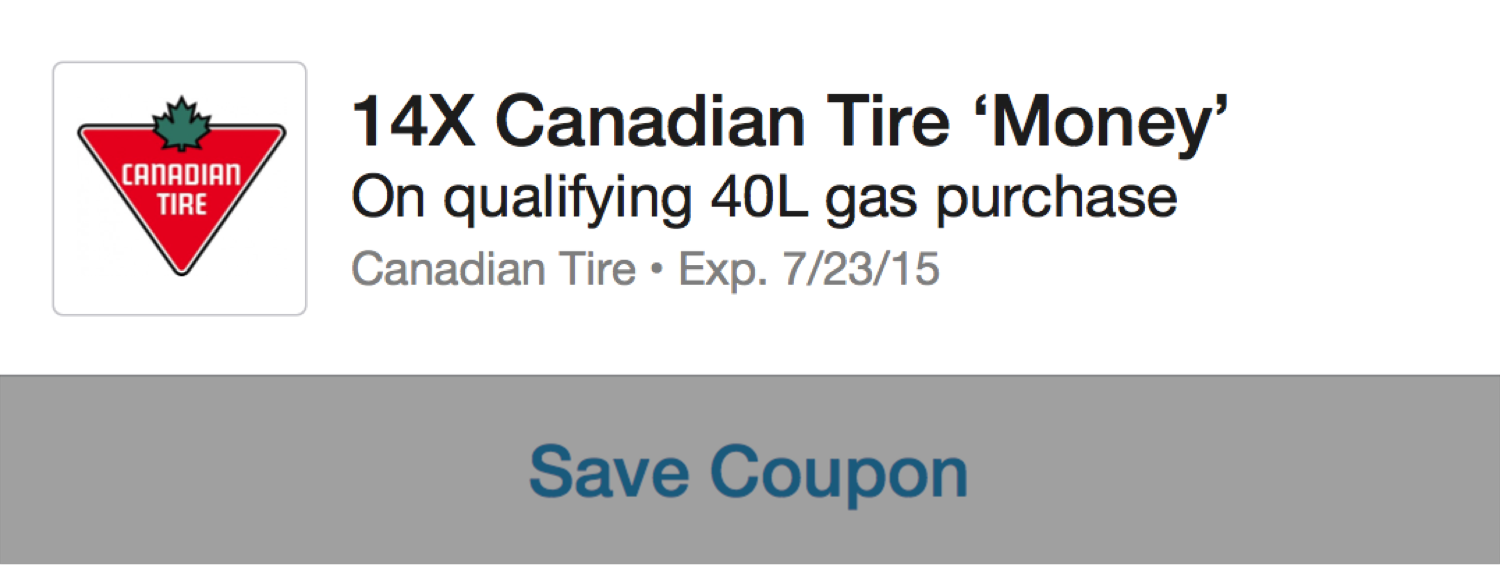 CANADIAN
TIRE
14X Canadian Tire ‘Money’
On qualifying 40L gas purchase
Canadian Tire • Exp. 7/23/15
Save Coupon